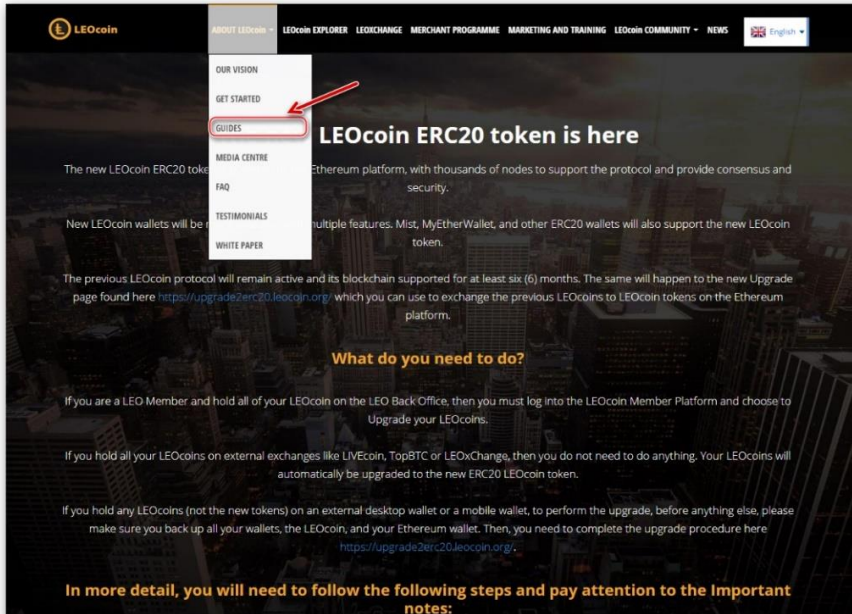 LEOcoin
ABOUT LEOcoin
LEOcoin EXPLORER
LEOXCHANGE
MERCHANT PROGRAMME
MARKETING AND TRAINING
LEOcoin COMMUNITY
NEWS
English
OUR VISION
GET STARTED
GUIDES
MEDIA CENTRE
FAQ
TESTIMONIALS
WHITE PAPER
LEOcoin ERC20 token is here
The new LEOcoin ERC20 toke Ethereum platform, with thousands of nodes to support the protocol and provide consensus and
security.
New LEOcoin wallets will be multiple features. Mist, MyEtherWallet, and other ERC20 wallets will also support the new LEOcoin
token.
The previous LEOcoin protocol will remain active and its blockchain supported for at least six (6) months. The same will happen to the new Upgrade
page found here https://upgrade2erc20.leocoin.org/ which you can use to exchange the previous LEOcoins to LEOcoin tokens on the Ethereum
platform.
What do you need to do?
If you are a LEO Member and hold all of your LEOcoin on the LEO Back Office, then you must log into the LEOcoin Member Platform and choose to
Upgrade your LEOcoins.
If you hold all your LEOcoins on external exchanges like LIVEcoin, TopBTC or LEOxChange, then you do not need to do anything. Your LEOcoins will
automatically be upgraded to the new ERC20 LEOcoin token.
If you hold any LEOcoins (not the new tokens) on an external desktop wallet or a mobile wallet, to perform the upgrade, before anything else, please
make sure you back up all your wallets, the LEOcoin, and your Ethereum wallet. Then, you need to complete the upgrade procedure here
https://upgrade2erc20.leocoin.org/.
In more detail, you will need to follow the following steps and pay attention to the Important
notes: